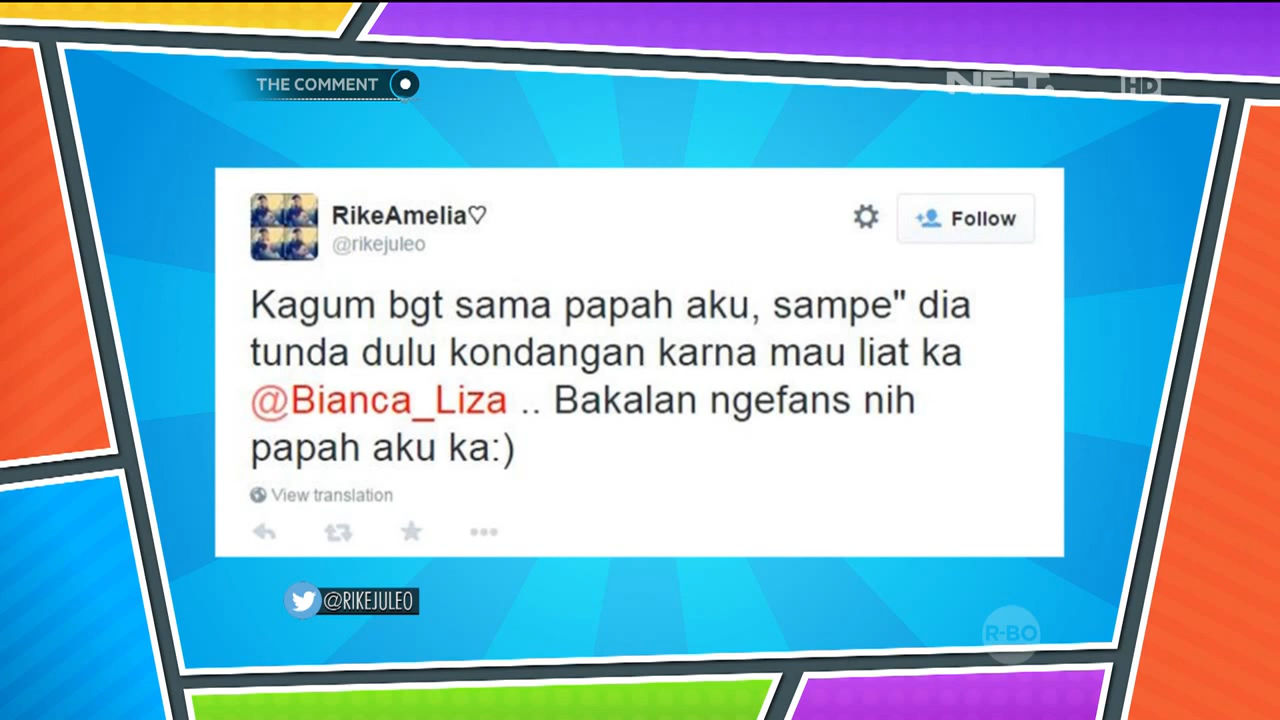 THE COMMENT
NET.
HD
RikeAmelia♡
@rikejuleo
Follow
Kagum bgt sama papah aku, sampe" dia
tunda dulu kondangan karna mau liat ka
@Bianca_Liza .. Bakalan ngefans nih
papah aku ka:)
View translation
@RIKEJULEO
R-BO